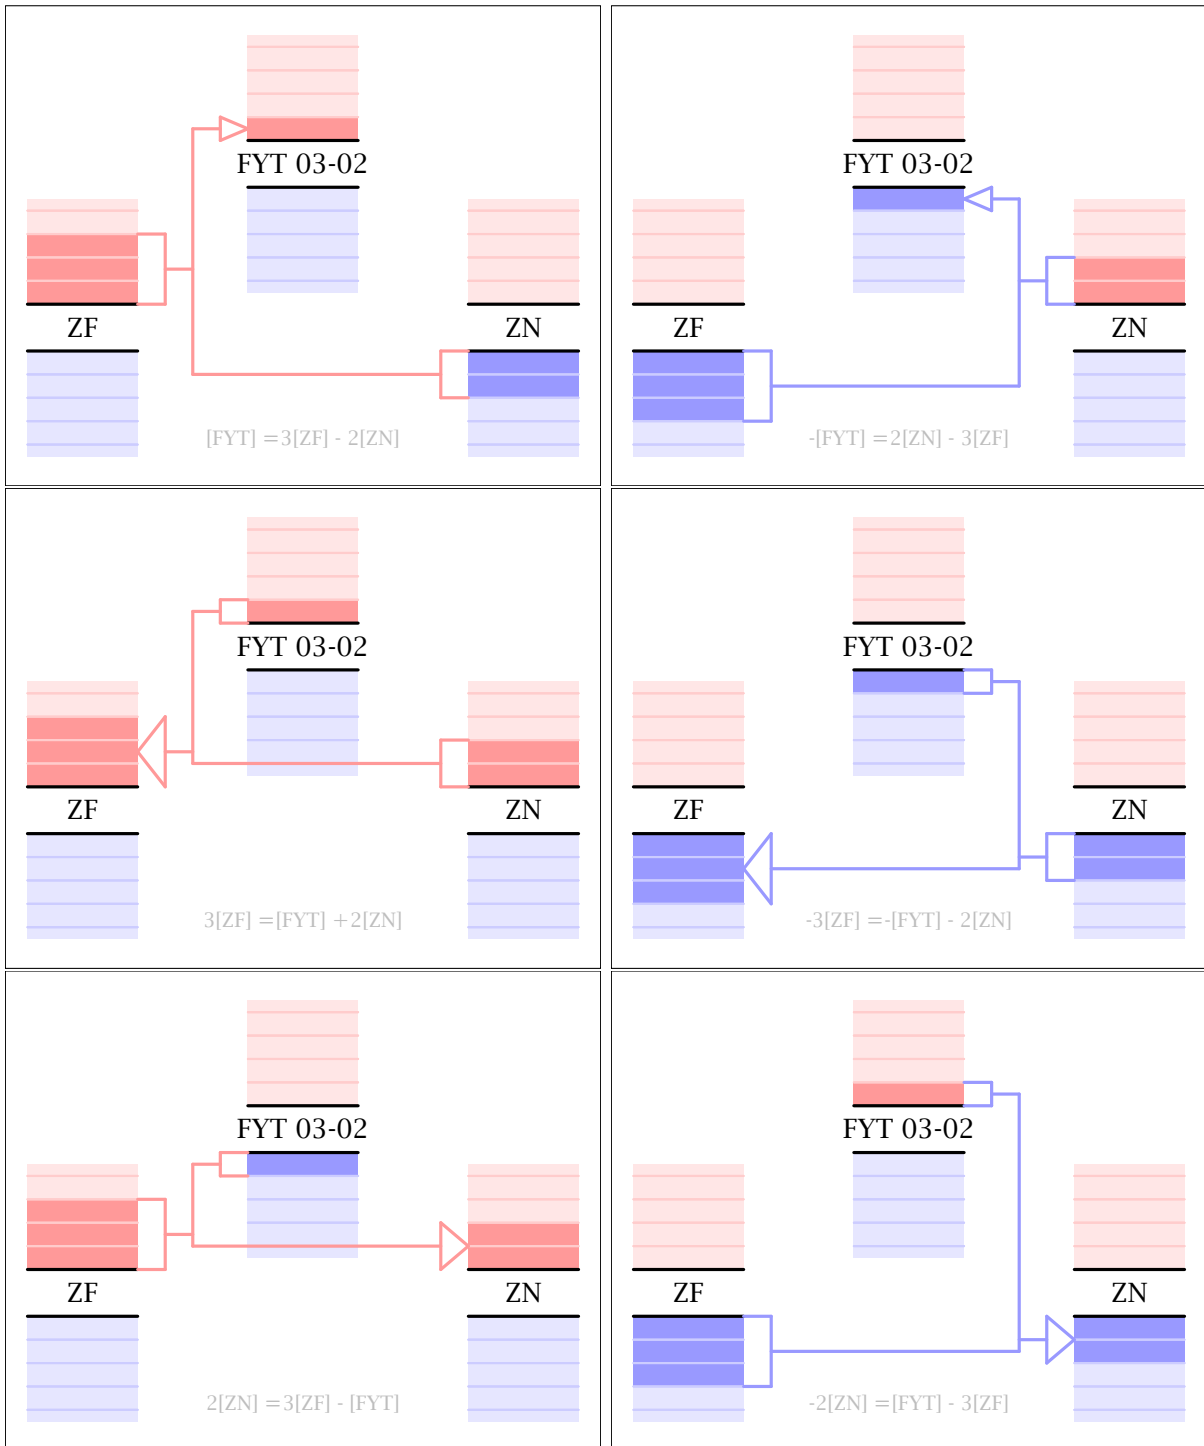 FYT 03-02
ZF
ZN
[FYT] = 3[ZF] - 2[ZN]
FYT 03-02
ZF
ZN
-[FYT] = 2[ZN] - 3[ZF]
FYT 03-02
ZF
ZN
3[ZF] = [FYT] + 2[ZN]
FYT 03-02
ZF
ZN
-3[ZF] = -[FYT] - 2[ZN]
FYT 03-02
ZF
ZN
2[ZN] = 3[ZF] - [FYT]
FYT 03-02
ZF
ZN
-2[ZN] = [FYT] - 3[ZF]